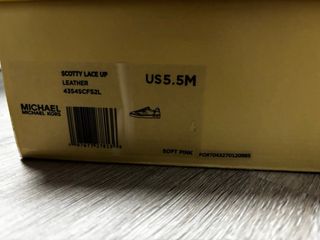 SCOTTY LACE UP
LEATHER
43S4SCFS2L
US5.5M
MICHAEL
MICHAEL KORS
SOFT PINK